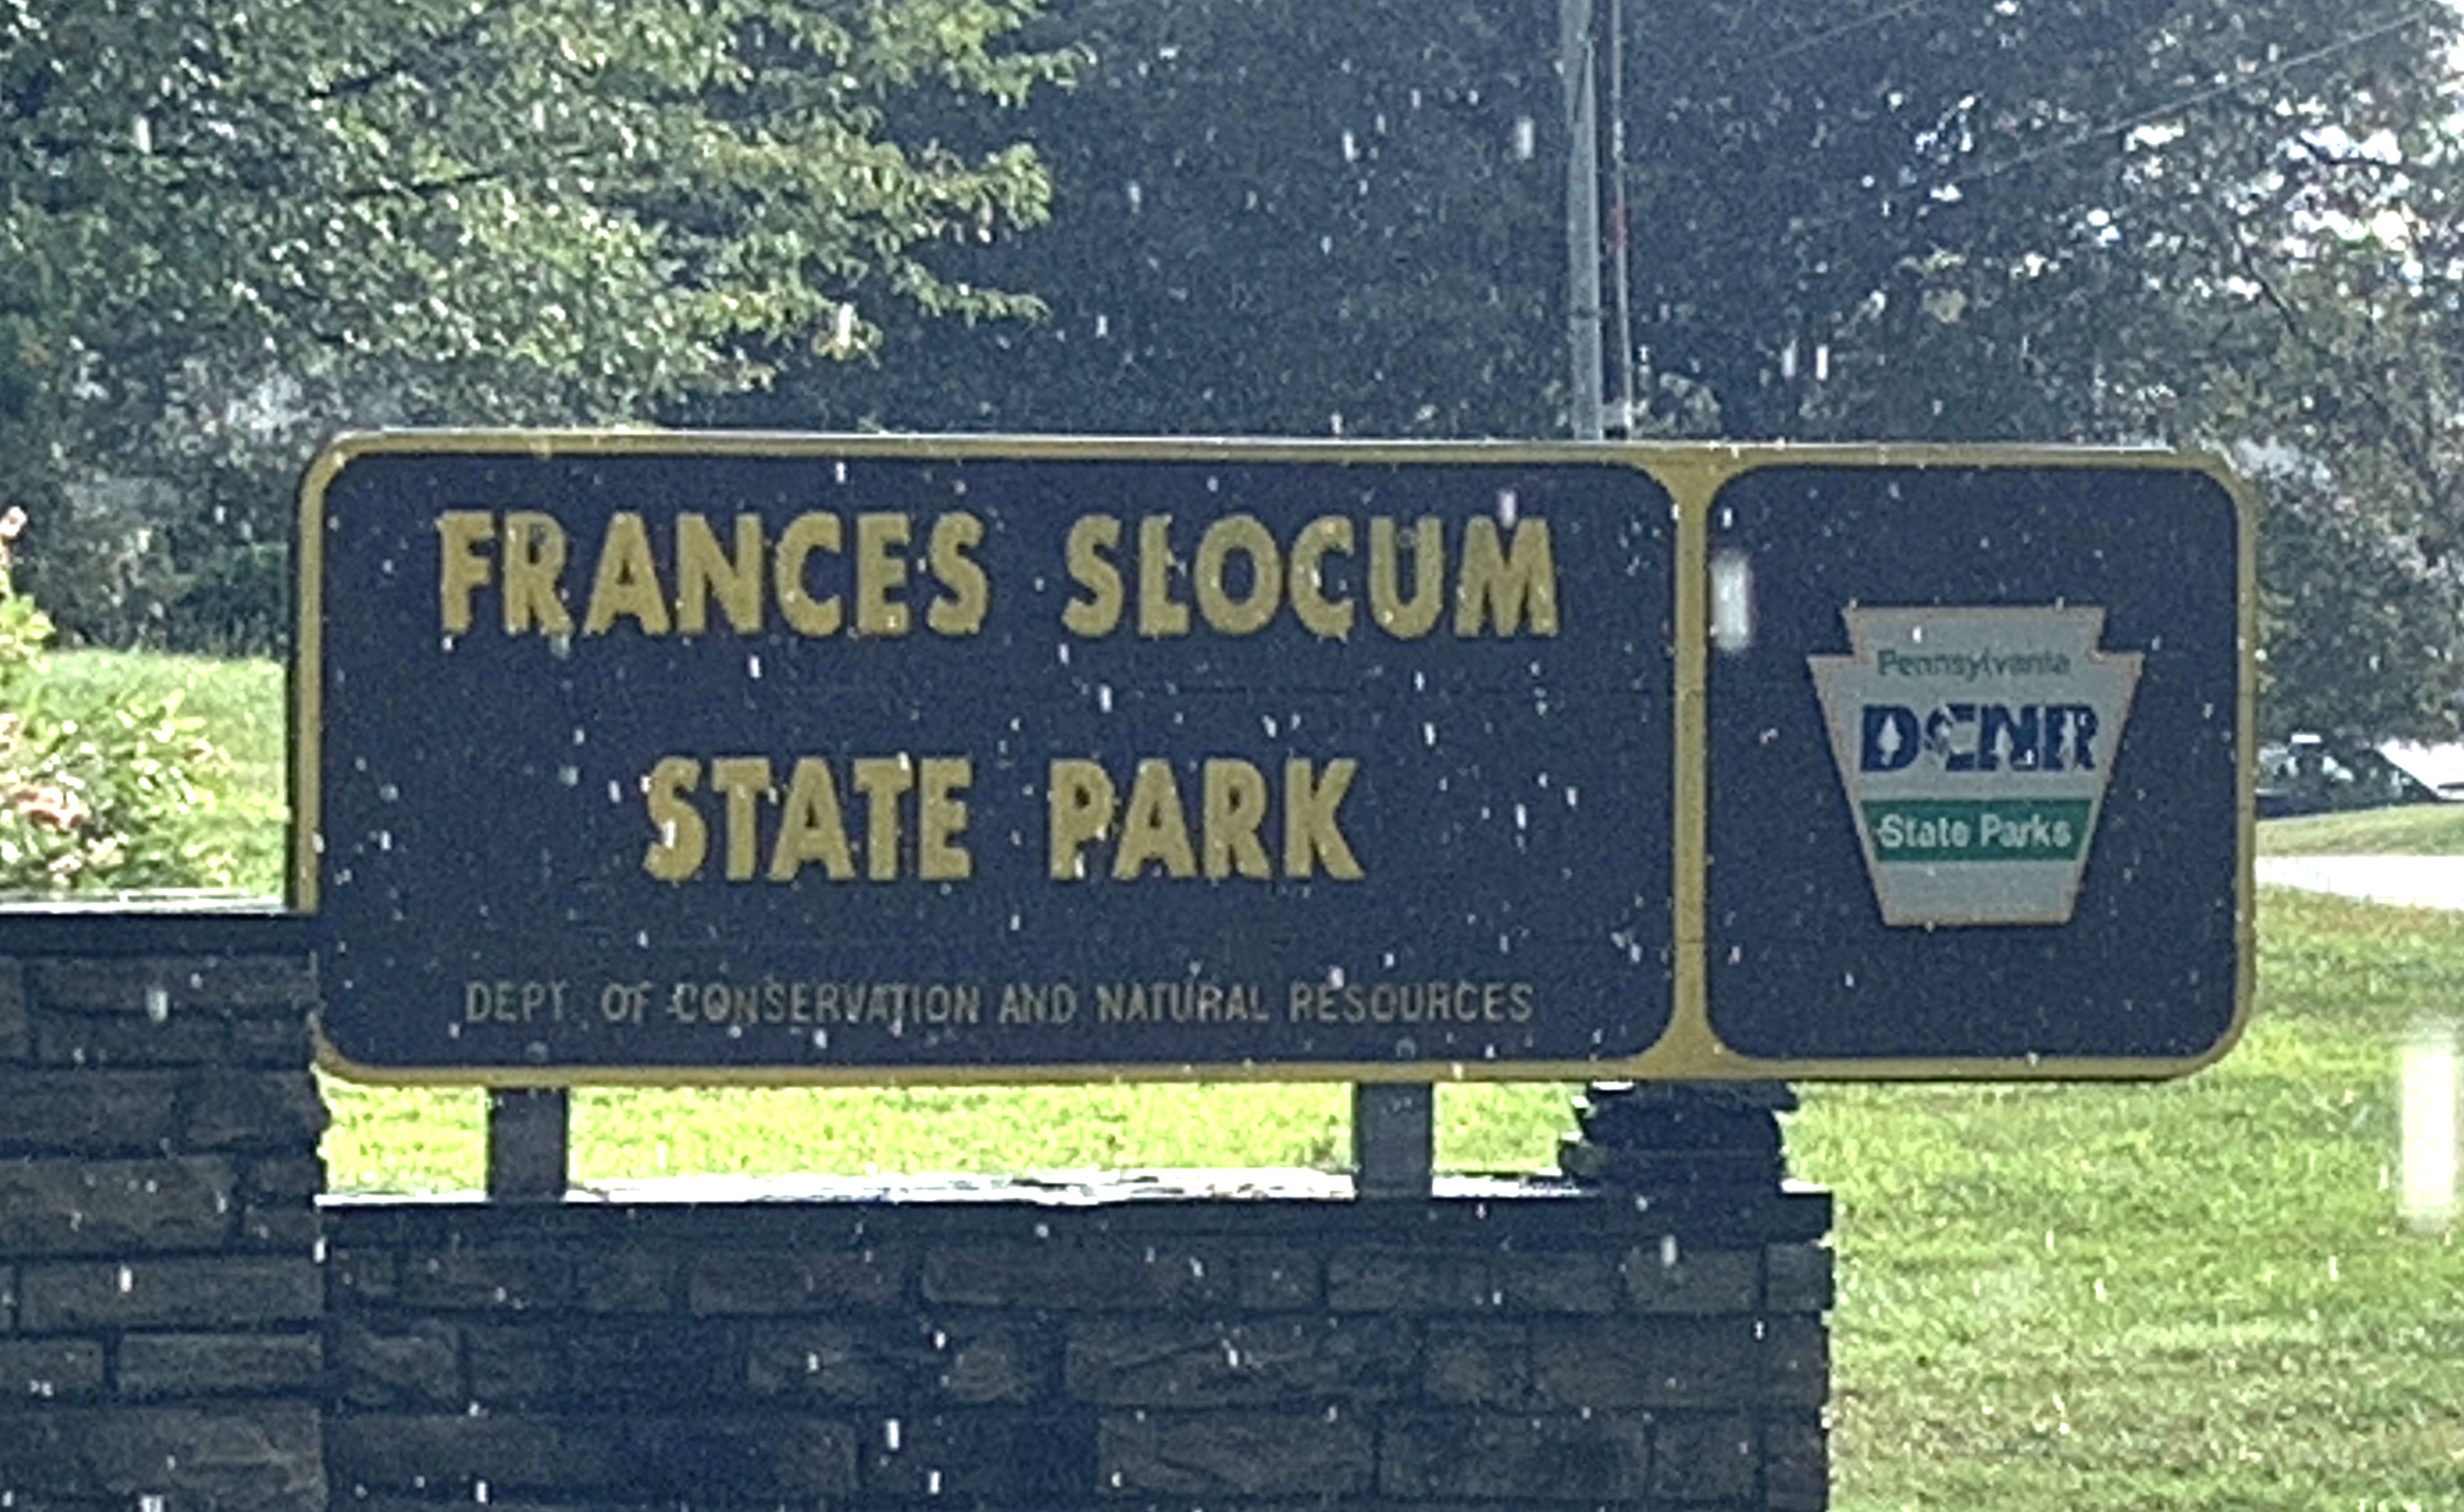 FRANCES SLOCUM
STATE PARK
DEPT. OF CONSERVATION AND NATURAL RESOURCES
Pennsylvania
DCNR
State Parks